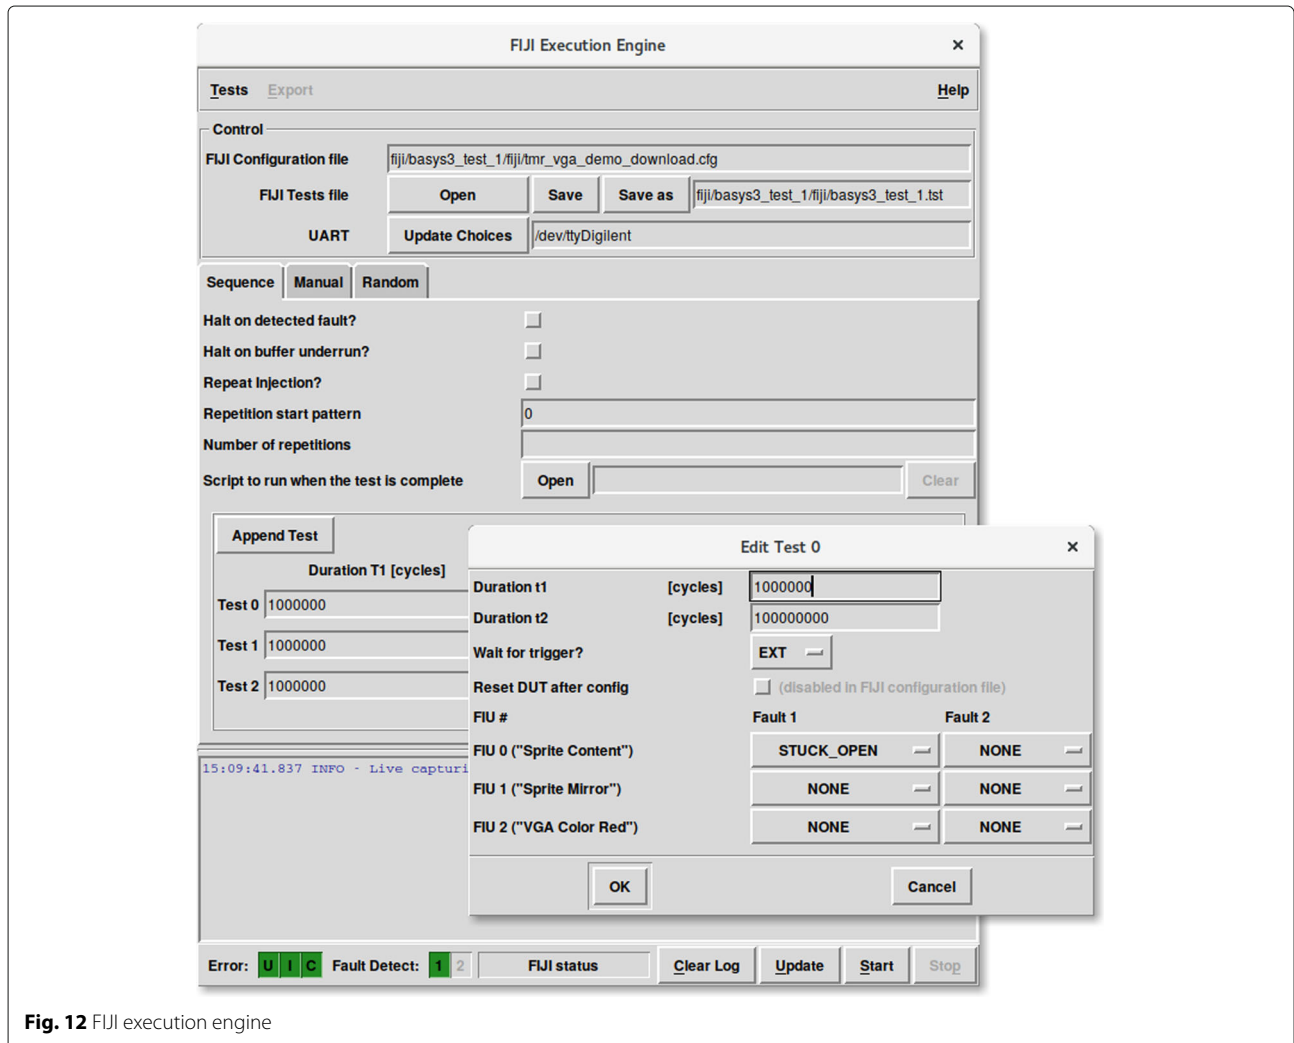 FIJI Execution Engine ×
Tests Export Help
Control
FIJI Configuration file fiji/basys3_test_1/fiji/tmr_vga_demo_download.cfg
FIJI Tests file Open Save Save as fiji/basys3_test_1/fiji/basys3_test_1.tst
UART Update Choices /dev/ttyDigilent
Sequence Manual Random
Halt on detected fault?
Halt on buffer underrun?
Repeat Injection?
Repetition start pattern 0
Number of repetitions
Script to run when the test is complete Open Clear
Append Test
Duration T1 [cycles]
Test 0 1000000
Test 1 1000000
Test 2 1000000
Edit Test 0 ×
Duration t1 [cycles] 1000000
Duration t2 [cycles] 100000000
Wait for trigger? EXT
Reset DUT after config (disabled in FIJI configuration file)
FIU # Fault 1 Fault 2
FIU 0 ("Sprite Content") STUCK_OPEN NONE
FIU 1 ("Sprite Mirror") NONE NONE
FIU 2 ("VGA Color Red") NONE NONE
OK Cancel
15:09:41.837 INFO - Live capturi
Error: U I C Fault Detect: 1 2 FIJI status Clear Log Update Start Stop
Fig. 12 FIJI execution engine